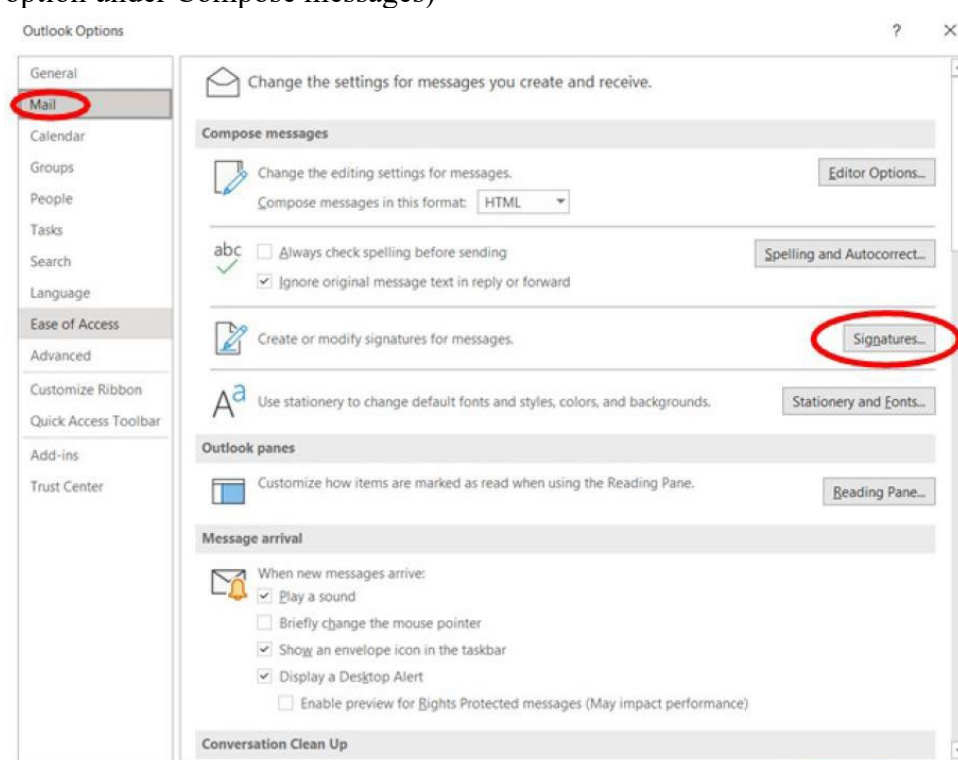 option under Compose messages)
Outlook Options
?
General
Mail
Calendar
Groups
People
Tasks
Search
Language
Ease of Access
Advanced
Customize Ribbon
Quick Access Toolbar
Add-ins
Trust Center
Change the settings for messages you create and receive.
Compose messages
Change the editing settings for messages.
Editor Options...
Compose messages in this format: HTML
abc
Always check spelling before sending
Spelling and Autocorrect...
Ignore original message text in reply or forward
Create or modify signatures for messages.
Signatures...
Aa
Use stationery to change default fonts and styles, colors, and backgrounds.
Stationery and Fonts...
Outlook panes
Customize how items are marked as read when using the Reading Pane.
Reading Pane...
Message arrival
When new messages arrive:
Play a sound
Briefly change the mouse pointer
Show an envelope icon in the taskbar
Display a Desktop Alert
Enable preview for Rights Protected messages (May impact performance)
Conversation Clean Up